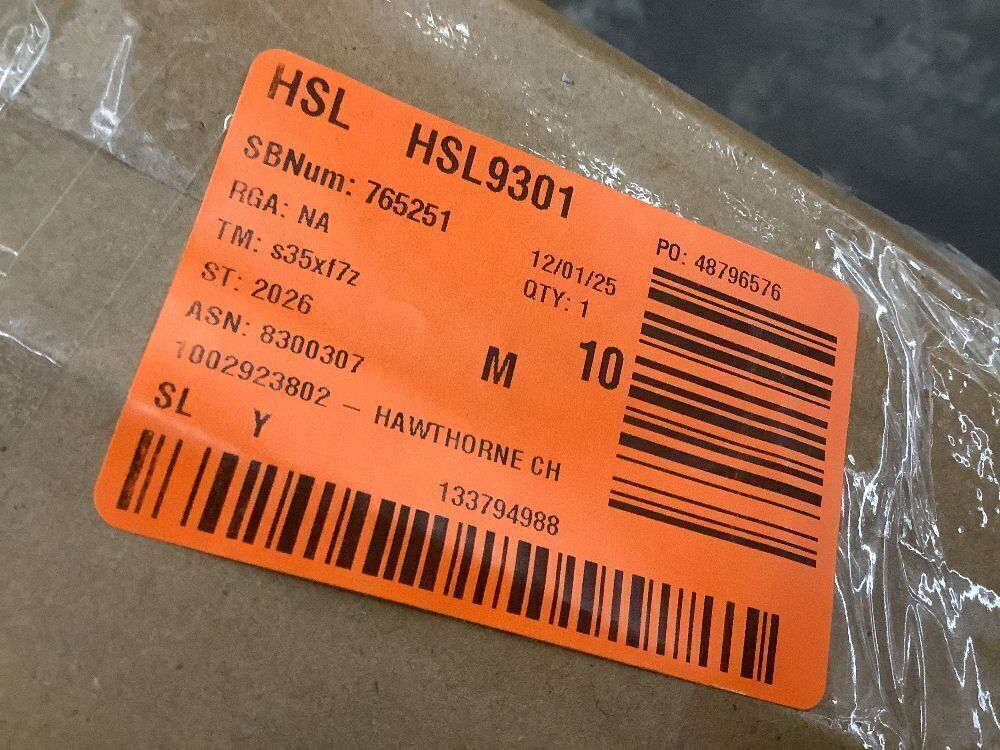 HSL HSL9301
SBNum: 765251
RGA: NA
TM: s35xf7z
ST: 2026
ASN: 8300307
1002923802 – HAWTHORNE CH
SL Y
133794988
12/01/25
QTY: 1
M 10
PO: 48796576